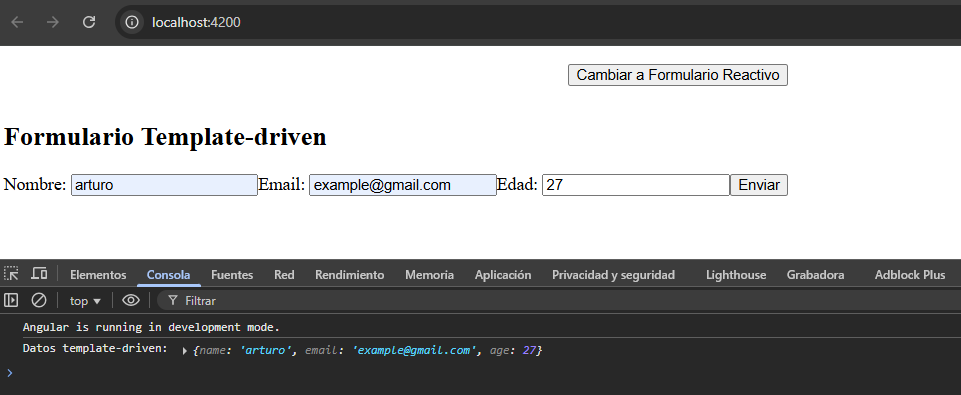 localhost:4200
Cambiar a Formulario Reactivo
Formulario Template-driven
Nombre: arturo Email: example@gmail.com Edad: 27 Enviar
Elementos Consola Fuentes Red Rendimiento Memoria Aplicación Privacidad y seguridad Lighthouse Grabadora Adblock Plus
top ▼ Filtrar
Angular is running in development mode.
Datos template-driven: ▶ {name: 'arturo', email: 'example@gmail.com', age: 27}
>